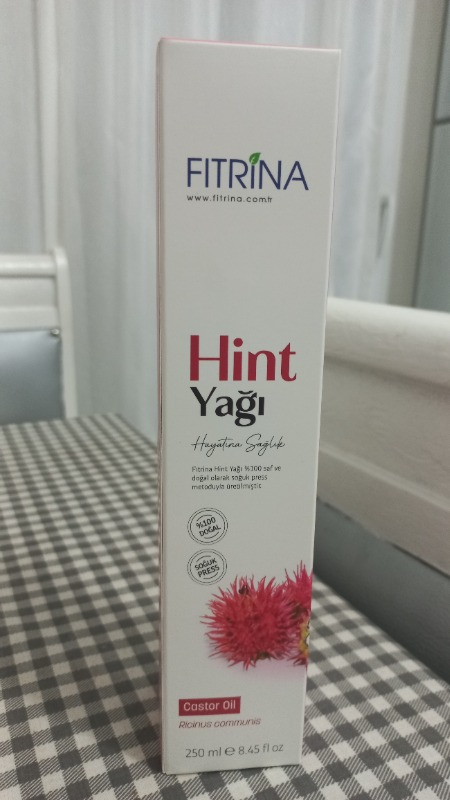 FITRINA
www.fitrina.com.tr
Hint
Yağı
Hayatına Sağlık
Fitrina Hint Yağı %100 saf ve
doğal olarak soğuk press
metoduyla üretilmiştir.
%100
DOĞAL
SOĞUK
PRESS
Castor Oil
Ricinus communis
250 ml ℮ 8.45 fl oz